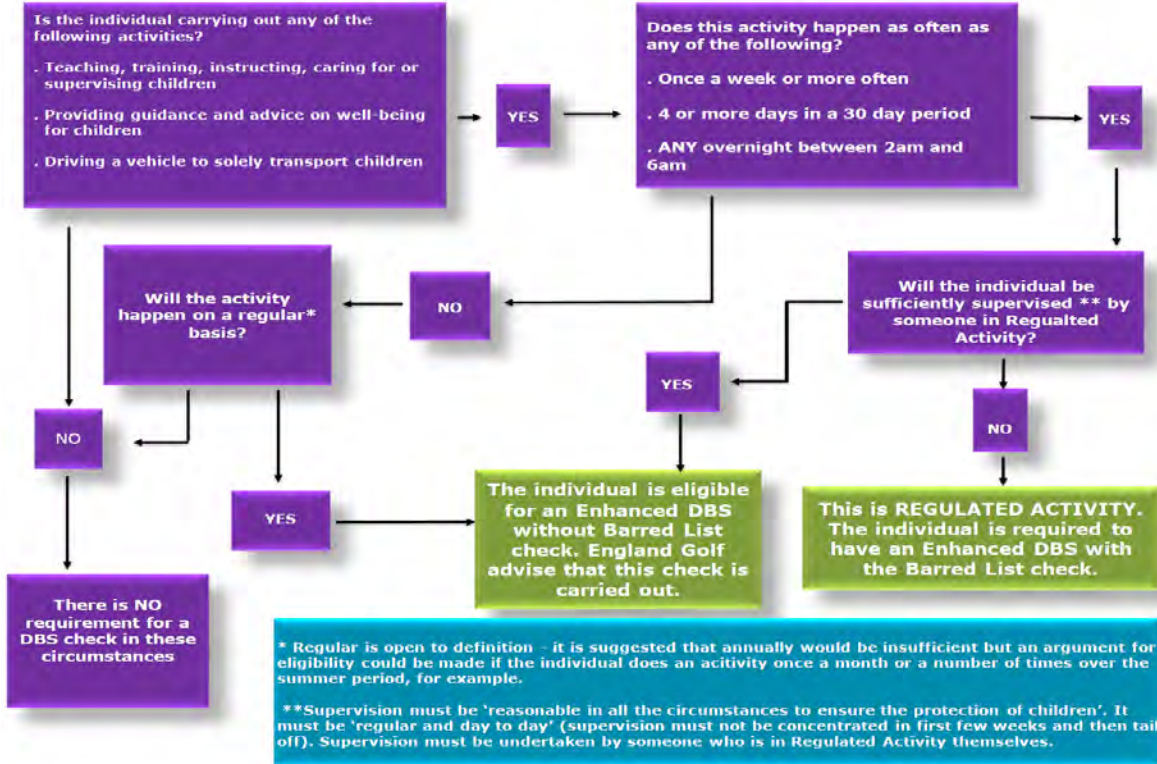 Is the individual carrying out any of the
following activities?
. Teaching, training, instructing, caring for or
supervising children
. Providing guidance and advice on well-being
for children
. Driving a vehicle to solely transport children
YES
Does this activity happen as often as
any of the following?
. Once a week or more often
. 4 or more days in a 30 day period
. ANY overnight between 2am and
6am
YES
Will the activity
happen on a regular*
basis?
NO
Will the individual be
sufficiently supervised ** by
someone in Regualted
Activity?
YES
NO
NO
YES
The individual is eligible
for an Enhanced DBS
without Barred List
check. England Golf
advise that this check is
carried out.
This is REGULATED ACTIVITY.
The individual is required to
have an Enhanced DBS with
the Barred List check.
There is NO
requirement for a
DBS check in these
circumstances
* Regular is open to definition - it is suggested that annually would be insufficient but an argument for
eligibility could be made if the individual does an acitivity once a month or a number of times over the
summer period, for example.
**Supervision must be 'reasonable in all the circumstances to ensure the protection of children'. It
must be 'regular and day to day' (supervision must not be concentrated in first few weeks and then tail
off). Supervision must be undertaken by someone who is in Regulated Activity themselves.